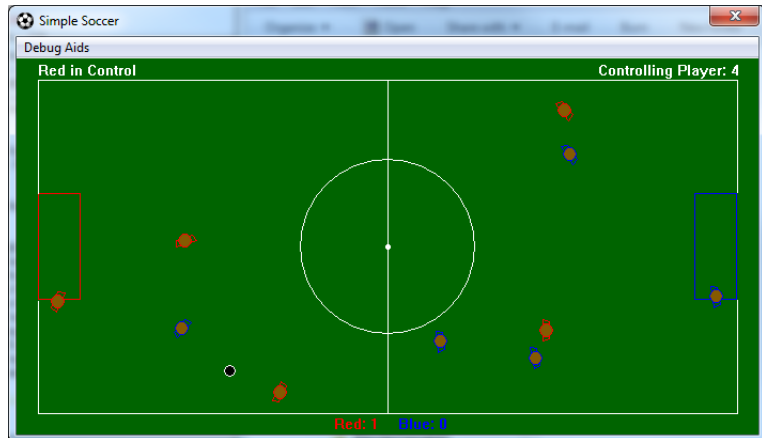 Simple Soccer
Debug Aids
Red in Control Controlling Player: 4
Red: 1 Blue: 0